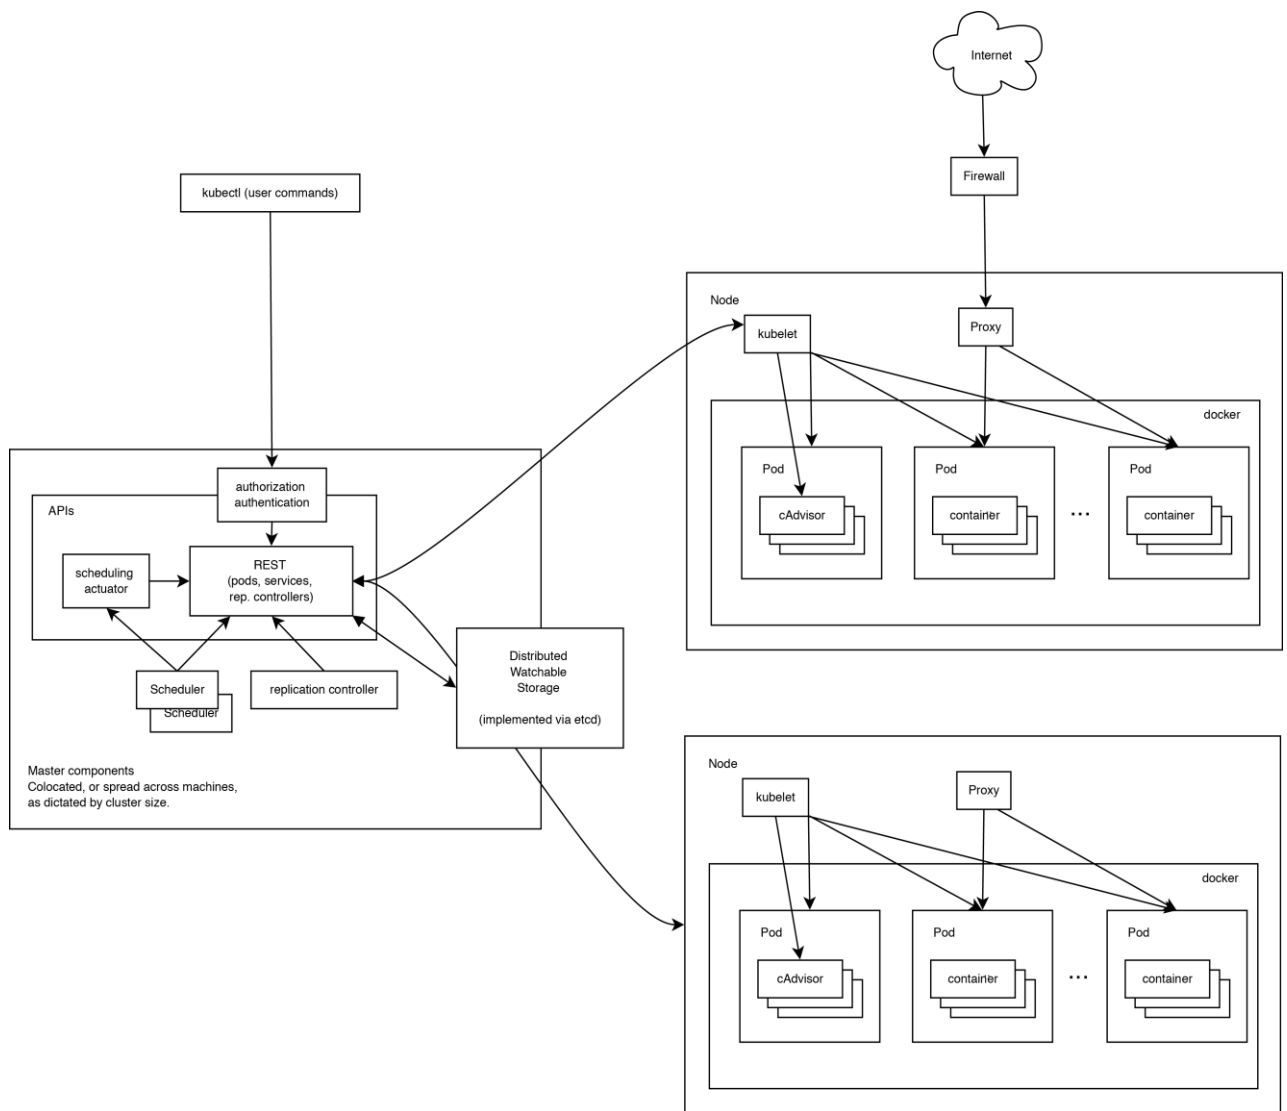 Internet
Firewall
kubectl (user commands)
Node
kubelet
Proxy
docker
Pod
cAdvisor
Pod
container
...
Pod
container
authorization
authentication
APIs
scheduling
actuator
REST
(pods, services,
rep. controllers)
Scheduler
Scheduler
replication controller
Distributed
Watchable
Storage
(implemented via etcd)
Master components
Colocated, or spread across machines,
as dictated by cluster size.
Node
kubelet
Proxy
docker
Pod
cAdvisor
Pod
container
...
Pod
container